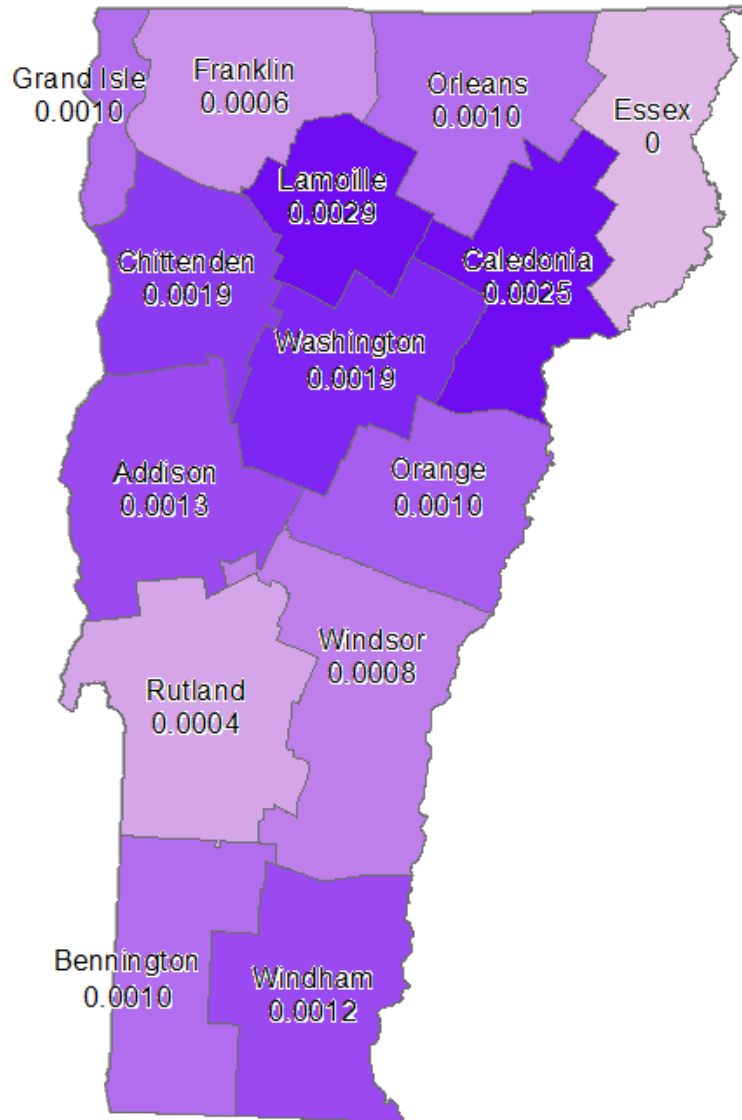 Grand Isle
0.0010
Franklin
0.0006
Orleans
0.0010
Essex
0
Lamoille
0.0029
Chittenden
0.0019
Caledonia
0.0025
Washington
0.0019
Addison
0.0013
Orange
0.0010
Windsor
0.0008
Rutland
0.0004
Bennington
0.0010
Windham
0.0012